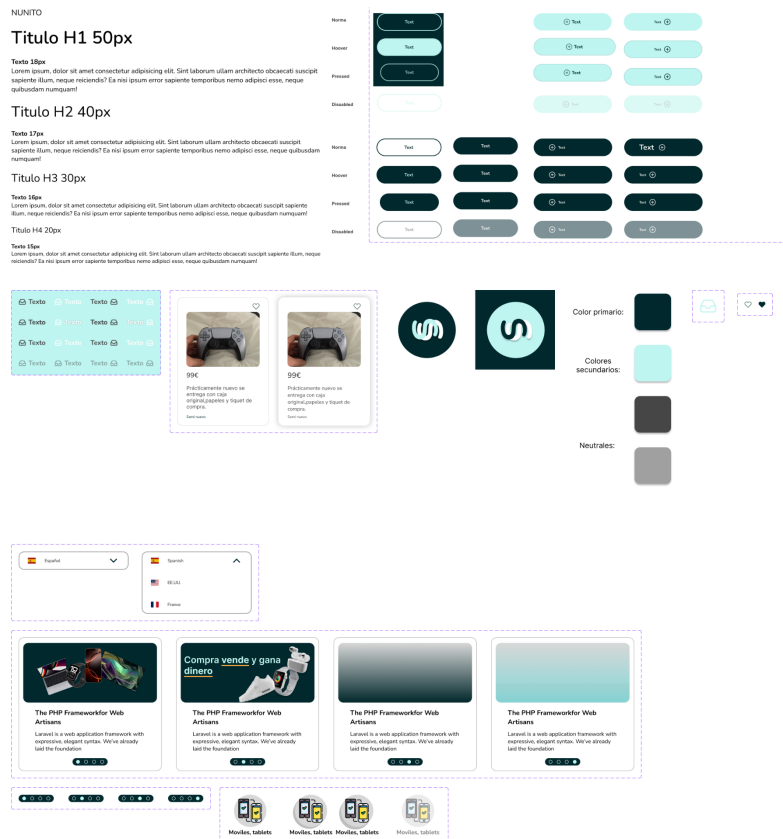 NUNITO
Titulo H1 50px
Texto 18px
Lorem ipsum, dolor sit amet consectetur adipisicing elit. Sint laborum ullam architecto obcaecati suscipit
sapiente illum, neque reiciendis? Ea nisi ipsum error sapiente temporibus nemo adipisci esse, neque
quibusdam numquam!
Titulo H2 40px
Texto 17px
Lorem ipsum, dolor sit amet consectetur adipisicing elit. Sint laborum ullam architecto obcaecati suscipit
sapiente illum, neque reiciendis? Ea nisi ipsum error sapiente temporibus nemo adipisci esse, neque quibusdam
numquam!
Titulo H3 30px
Texto 16px
Lorem ipsum, dolor sit amet consectetur adipisicing elit. Sint laborum ullam architecto obcaecati suscipit sapiente
illum, neque reiciendis? Ea nisi ipsum error sapiente temporibus nemo adipisci esse, neque quibusdam numquam!
Titulo H4 20px
Texto 15px
Lorem ipsum, dolor sit amet consectetur adipisicing elit. Sint laborum ullam architecto obcaecati suscipit sapiente illum, neque
reiciendis? Ea nisi ipsum error sapiente temporibus nemo adipisci esse, neque quibusdam numquam!
Norma Text Text Text
Hoover Text Text Text
Pressed Text Text Text
Disaabled Text Text Text
Norma Text Text Text Text
Hoover Text Text Text Text
Pressed Text Text Text Text
Disabled Text Text Text Text
Texto Texto Texto Texto
Texto Texto Texto Texto
Texto Texto Texto Texto
Texto Texto Texto Texto
99€
Prácticamente nuevo se
entrega con caja
original,papeles y tiquet de
compra.
Semi nuevo
99€
Prácticamente nuevo se
entrega con caja
original,papeles y tiquet de
compra.
Semi nuevo
Color primario:
Colores
secundarios:
Neutrales:
Español
Spanish
EE.UU.
France
The PHP Frameworkfor Web
Artisans
Laravel is a web application framework with
expressive, elegant syntax. We've already
laid the foundation
Compra vende y gana
dinero
The PHP Frameworkfor Web
Artisans
Laravel is a web application framework with
expressive, elegant syntax. We've already
laid the foundation
The PHP Frameworkfor Web
Artisans
Laravel is a web application framework with
expressive, elegant syntax. We've already
laid the foundation
The PHP Frameworkfor Web
Artisans
Laravel is a web application framework with
expressive, elegant syntax. We've already
laid the foundation
Moviles, tablets
Moviles, tablets
Moviles, tablets
Moviles, tablets